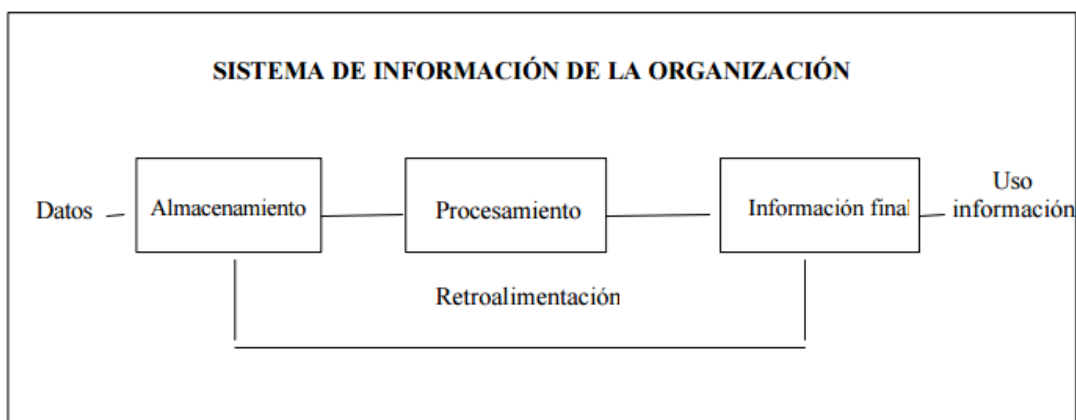 SISTEMA DE INFORMACIÓN DE LA ORGANIZACIÓN
Datos
Almacenamiento
Procesamiento
Información final
Uso
información
Retroalimentación